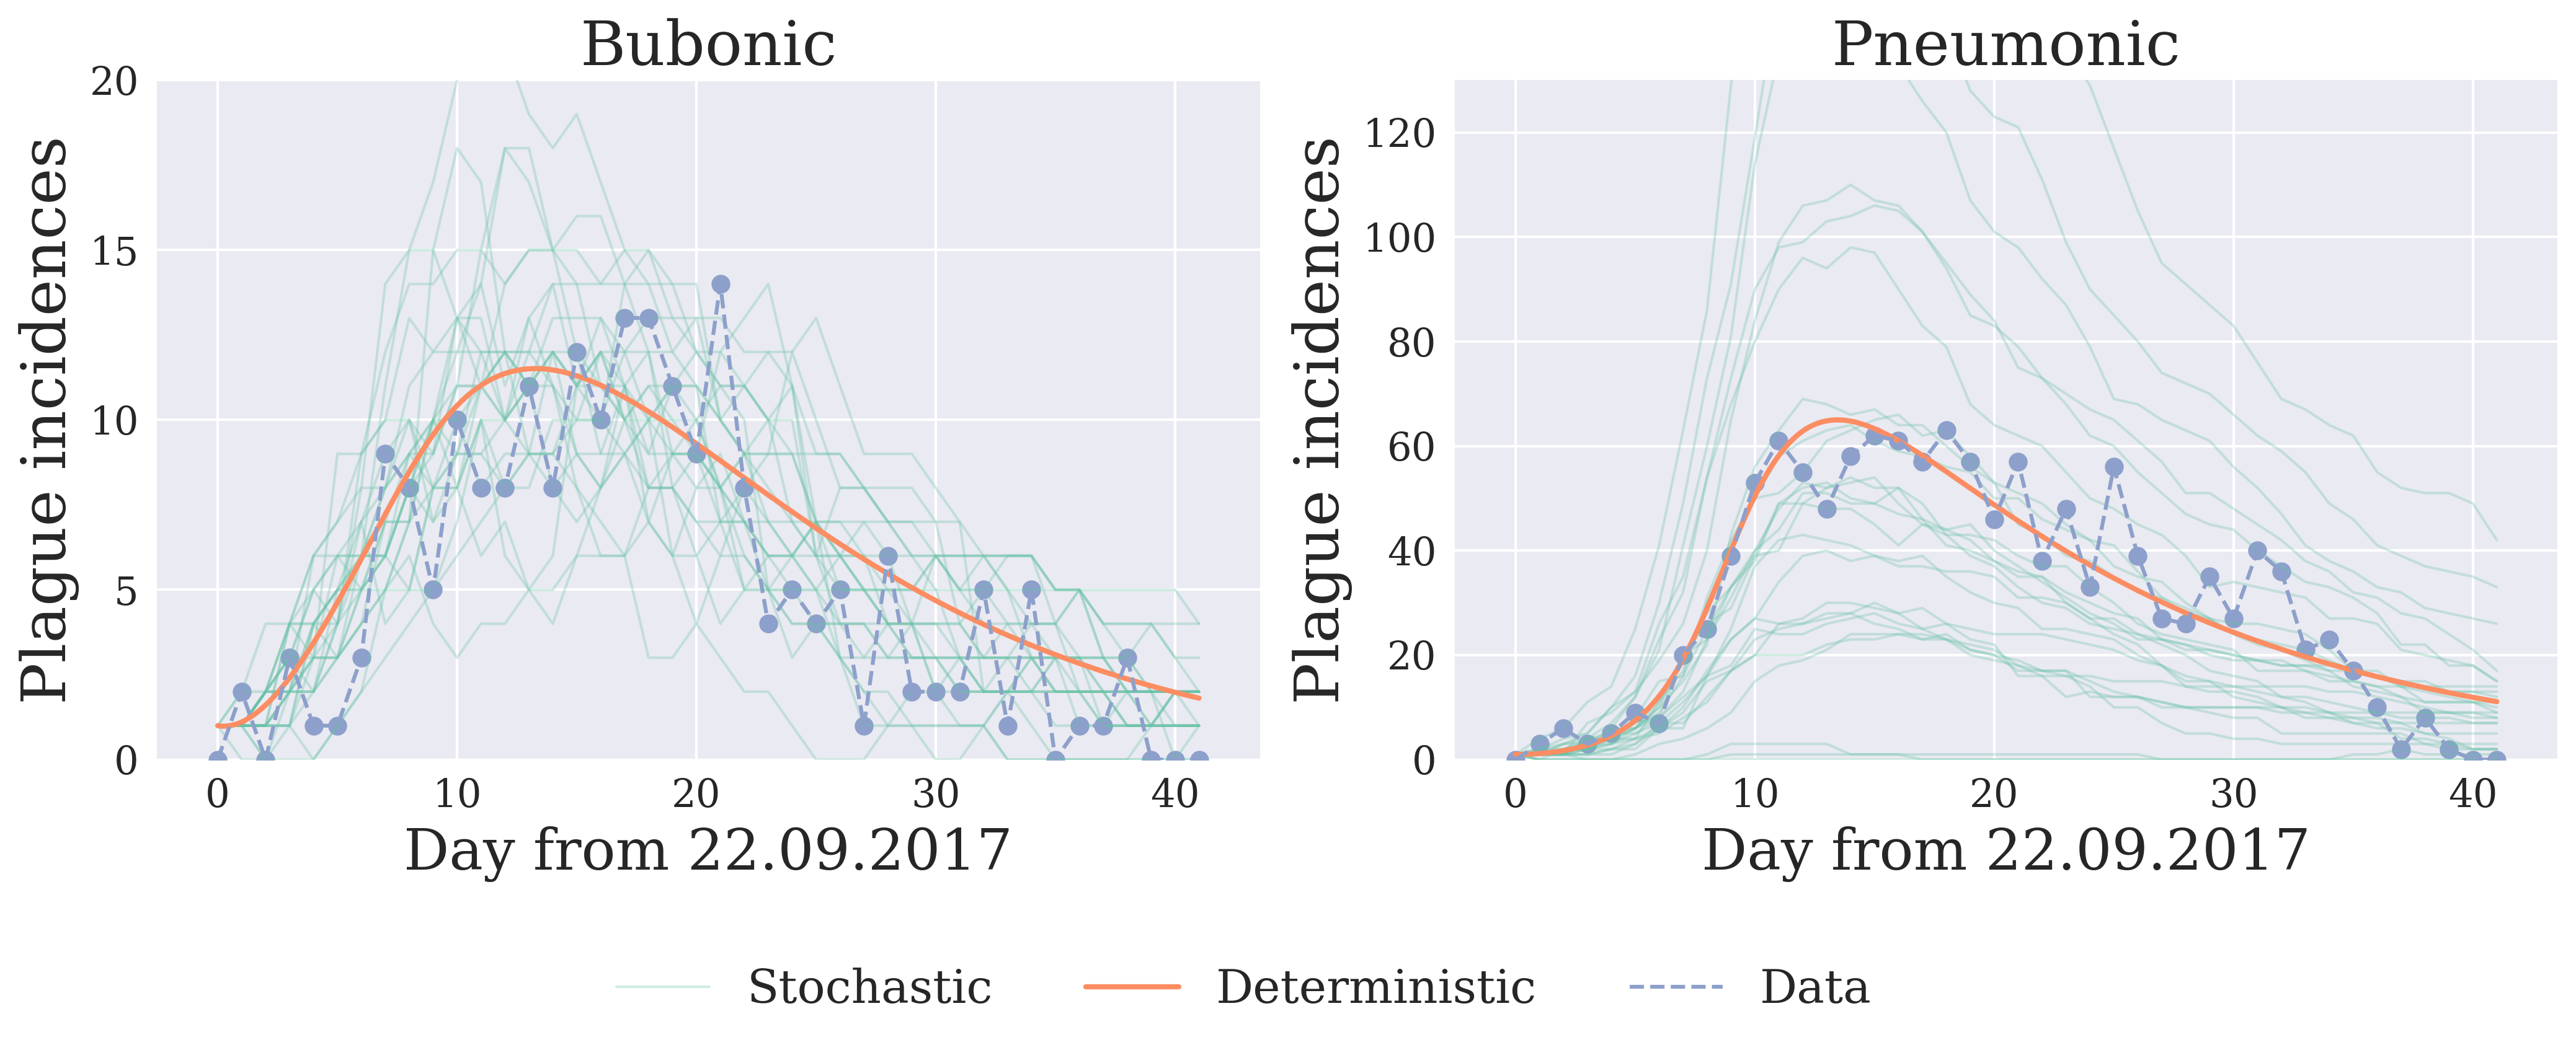 Bubonic
Pneumonic
Plague incidences
20
15
10
5
0
0 10 20 30 40
Day from 22.09.2017
Plague incidences
120
100
80
60
40
20
0
0 10 20 30 40
Day from 22.09.2017
Stochastic Deterministic Data